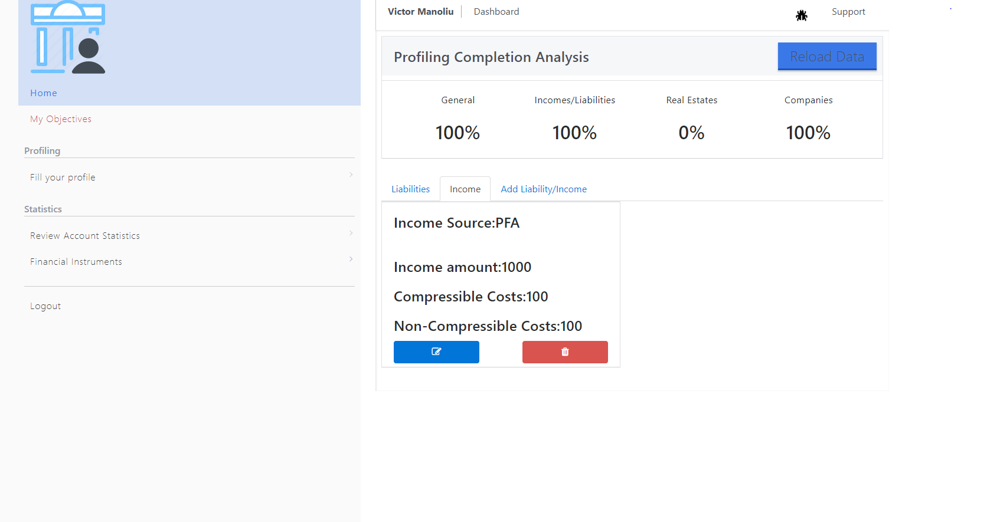 Victor Manoliu
Dashboard
Support
Home
My Objectives
Profiling
Fill your profile
Statistics
Review Account Statistics
Financial Instruments
Logout
Profiling Completion Analysis
Reload Data
General Incomes/Liabilities Real Estates Companies
100% 100% 0% 100%
Liabilities Income Add Liability/Income
Income Source:PFA
Income amount:1000
Compressible Costs:100
Non-Compressible Costs:100